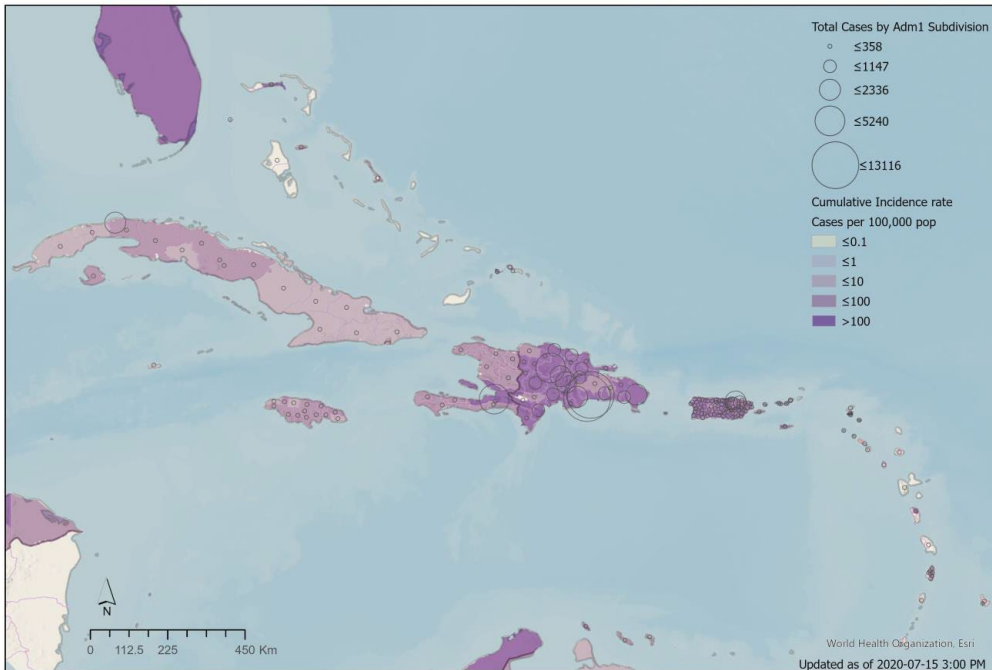 Total Cases by Adm1 Subdivision
≤358
≤1147
≤2336
≤5240
≤13116
Cumulative Incidence rate
Cases per 100,000 pop
≤0.1
≤1
≤10
≤100
>100
N
0 112.5 225 450 Km
World Health Organization, Esri
Updated as of 2020-07-15 3:00 PM